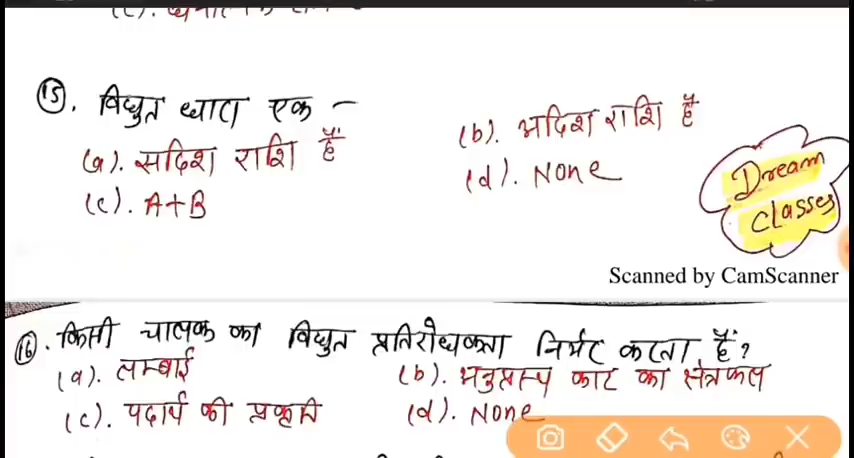 (15). विद्युत धारा एक -
(a). सदिश राशि हैं
(b). अदिश राशि हैं
(c). A+B
(d). None
Dream
Classes
Scanned by CamScanner
(16). किसी चालक का विद्युत प्रतिरोधकता निर्भर करता हैं?
(a). लम्बाई
(b). अनुप्रस्थ काट का क्षेत्रफल
(c). पदार्थ की प्रकृति
(d). None